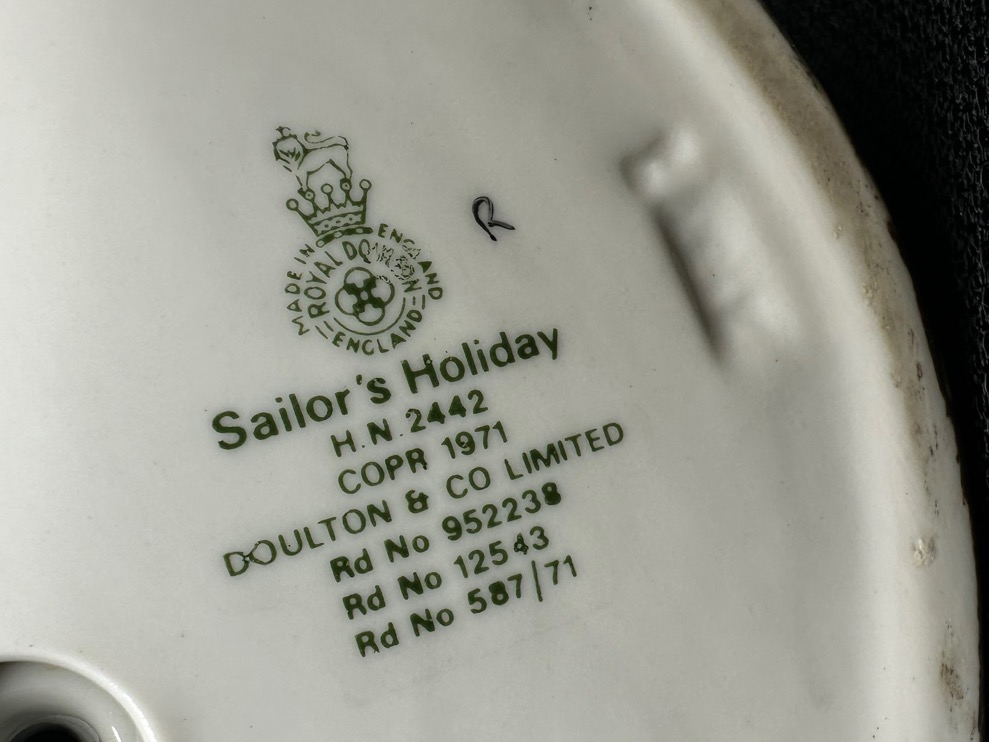 MADE IN ENGLAND
ROYAL DOULTON
ENGLAND
R
Sailor's Holiday
H.N. 2442
COPR 1971
DOULTON & CO LIMITED
Rd No 952238
Rd No 12543
Rd No 587/71